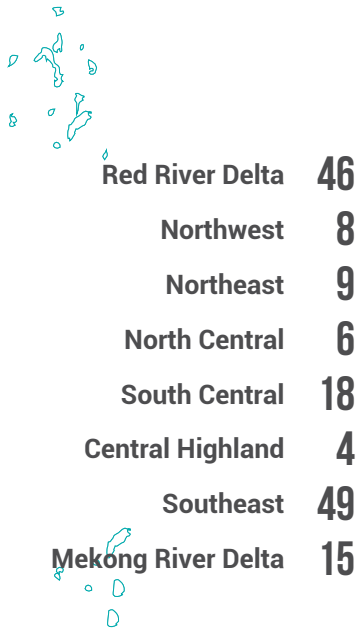 Red River Delta 46
Northwest 8
Northeast 9
North Central 6
South Central 18
Central Highland 4
Southeast 49
Mekong River Delta 15